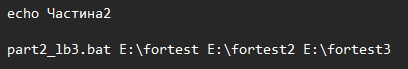 echo Частина2
part2_lb3.bat E:\fortest E:\fortest2 E:\fortest3